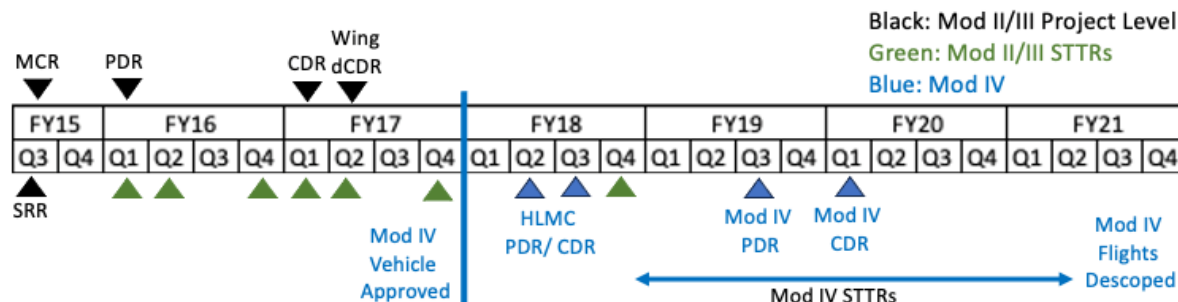 Black: Mod II/III Project Level
Green: Mod II/III STTRs
Blue: Mod IV
MCR PDR CDR Wing
dCDR
FY15 FY16 FY17 FY18 FY19 FY20 FY21
Q3 Q4 Q1 Q2 Q3 Q4 Q1 Q2 Q3 Q4 Q1 Q2 Q3 Q4 Q1 Q2 Q3 Q4 Q1 Q2 Q3 Q4 Q1 Q2 Q3 Q4
SRR
Mod IV
Vehicle
Approved
HLMC
PDR/ CDR
Mod IV
PDR
Mod IV
CDR
Mod IV
Flights
Descoped
Mod IV STTRs